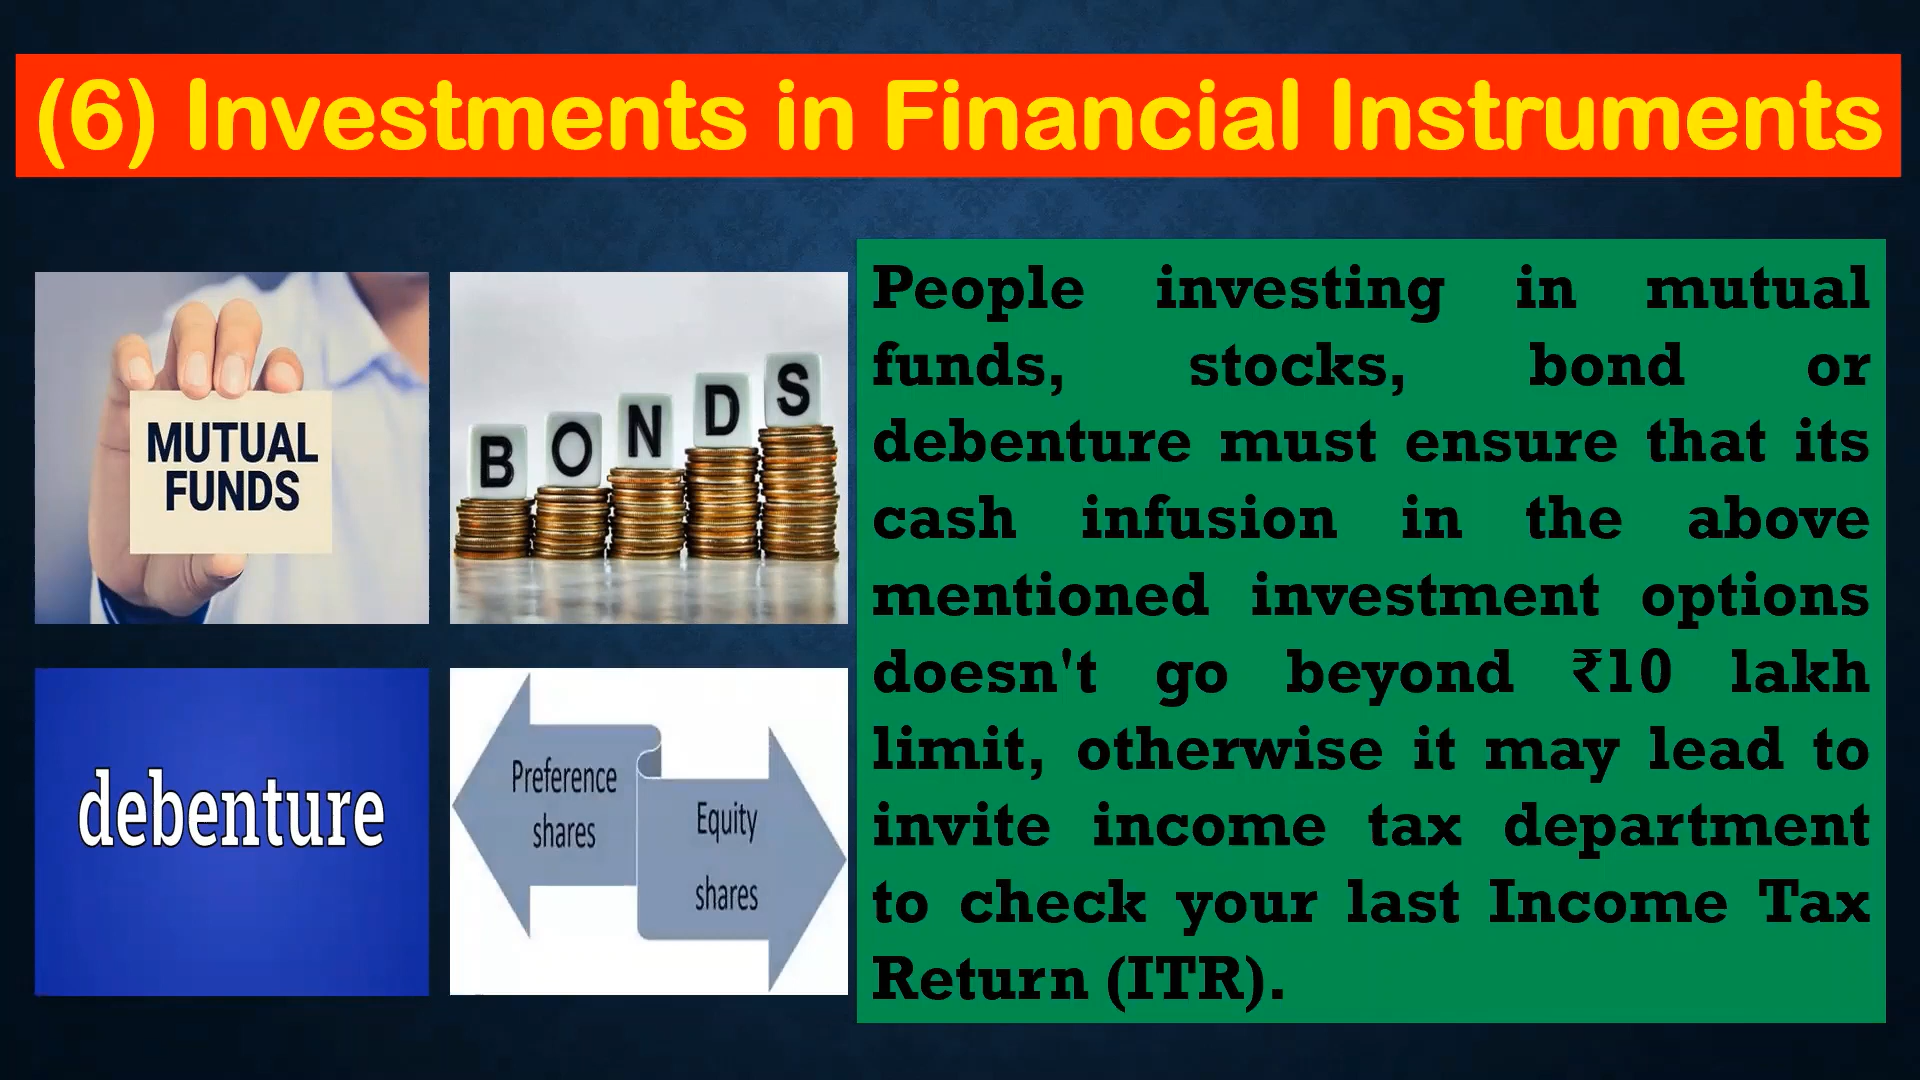 (6) Investments in Financial Instruments
MUTUAL
FUNDS
B O N D S
debenture
Preference
shares
Equity
shares
People investing in mutual
funds, stocks, bond or
debenture must ensure that its
cash infusion in the above
mentioned investment options
doesn't go beyond ₹10 lakh
limit, otherwise it may lead to
invite income tax department
to check your last Income Tax
Return (ITR).